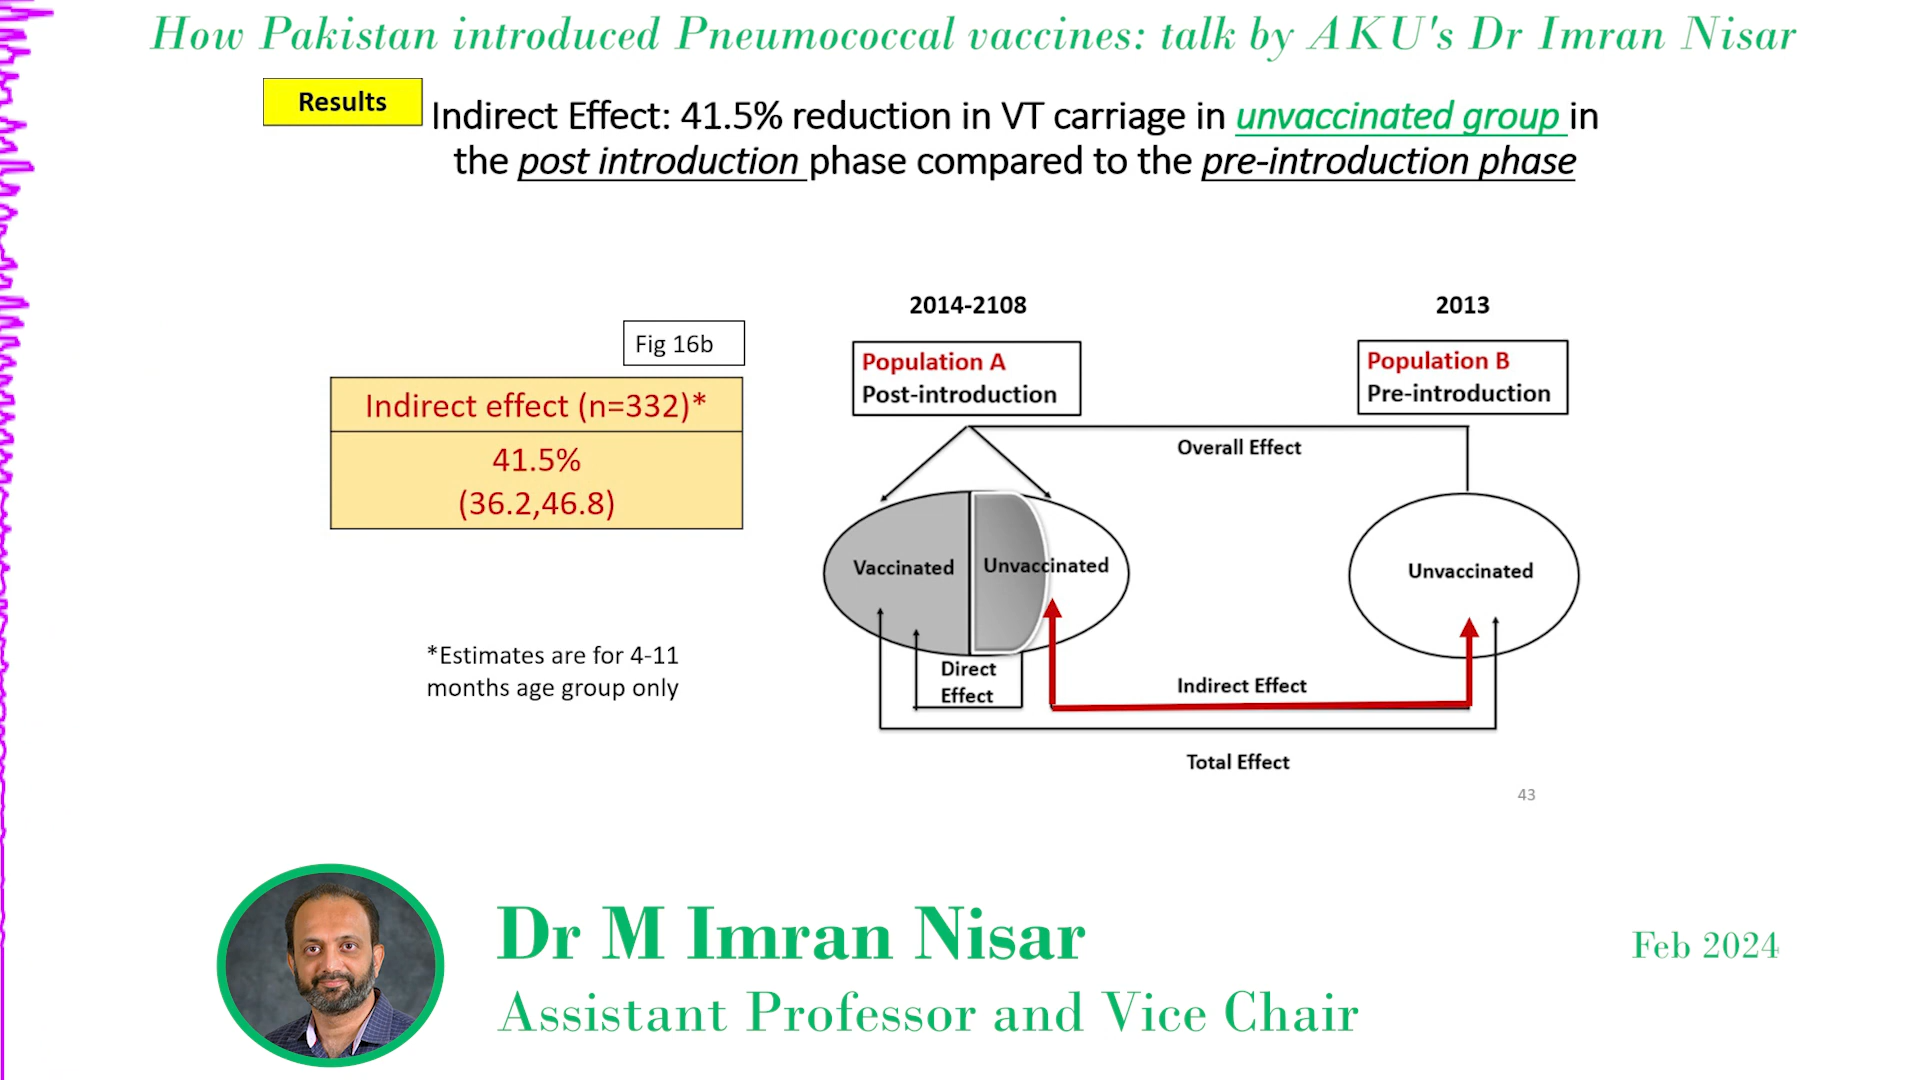 How Pakistan introduced Pneumococcal vaccines: talk by AKU's Dr Imran Nisar
Results
Indirect Effect: 41.5% reduction in VT carriage in unvaccinated group in
the post introduction phase compared to the pre-introduction phase
Fig 16b
Indirect effect (n=332)*
41.5%
(36.2,46.8)
*Estimates are for 4-11
months age group only
2014-2108
2013
Population A
Post-introduction
Population B
Pre-introduction
Overall Effect
Vaccinated
Unvaccinated
Unvaccinated
Direct
Effect
Indirect Effect
Total Effect
43
Dr M Imran Nisar
Assistant Professor and Vice Chair
Feb 2024